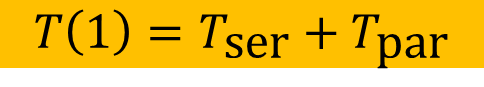 T(1) = T_ser + T_par